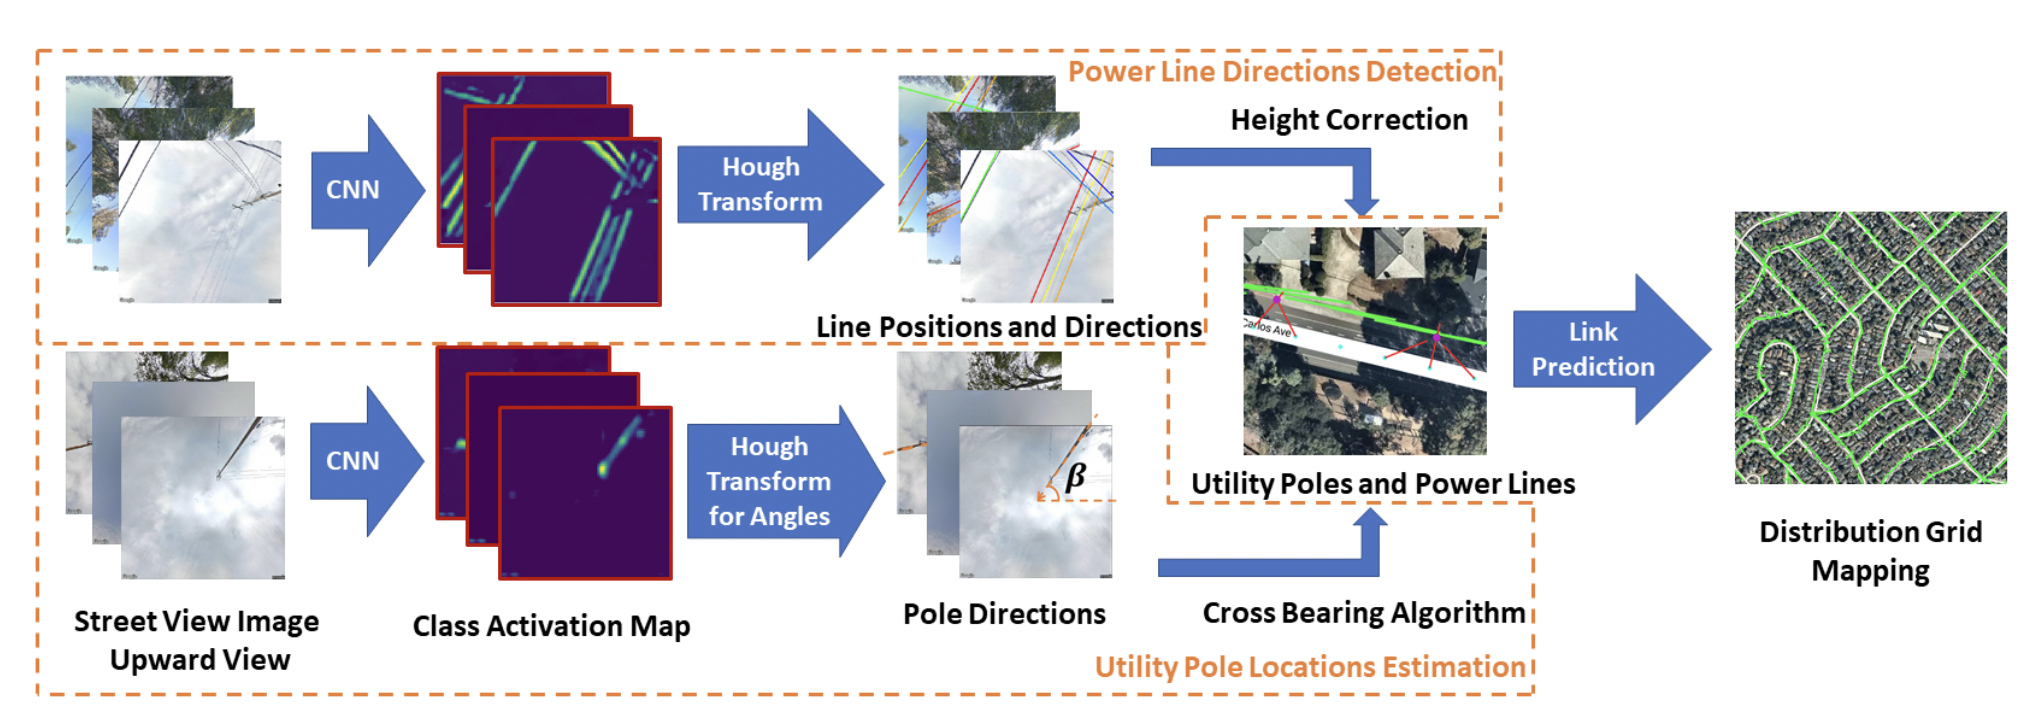 Power Line Directions Detection
Height Correction
CNN
Hough
Transform
Line Positions and Directions
Carlos Ave
Link
Prediction
CNN
Hough
Transform
for Angles
β
Utility Poles and Power Lines
Distribution Grid
Mapping
Street View Image
Upward View
Class Activation Map
Pole Directions
Cross Bearing Algorithm
Utility Pole Locations Estimation